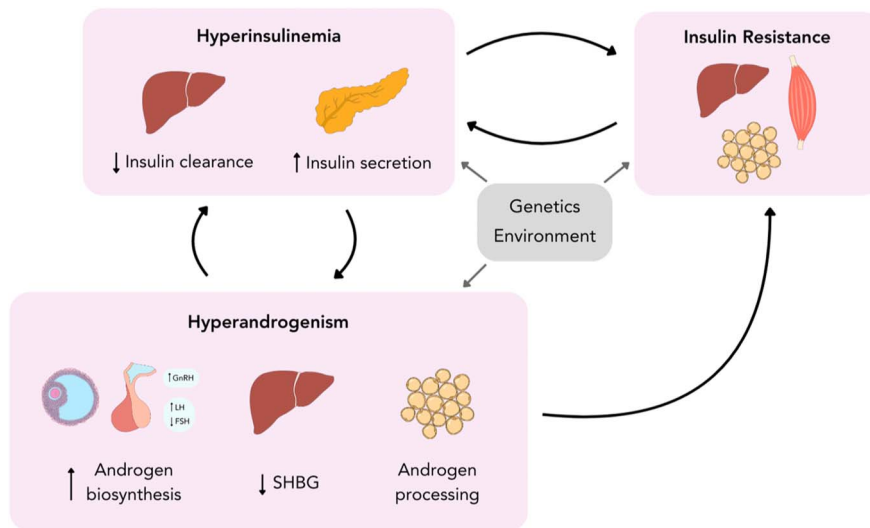 Hyperinsulinemia
↓ Insulin clearance
↑ Insulin secretion
Insulin Resistance
Genetics
Environment
Hyperandrogenism
↑GnRH
↑LH
↓FSH
↑ Androgen
biosynthesis
↓ SHBG
Androgen
processing